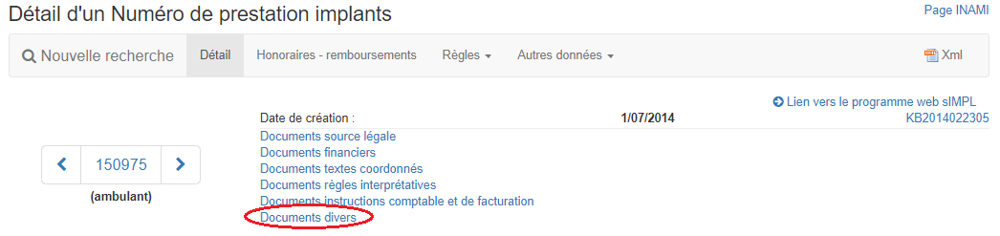 Détail d'un Numéro de prestation implants
Page INAMI
Nouvelle recherche Détail Honoraires - remboursements Règles Autres données Xml
Lien vers le programme web sIMPL
Date de création : 1/07/2014 KB2014022305
Documents source légale
Documents financiers
Documents textes coordonnés
Documents règles interprétatives
Documents instructions comptable et de facturation
Documents divers
150975
(ambulant)